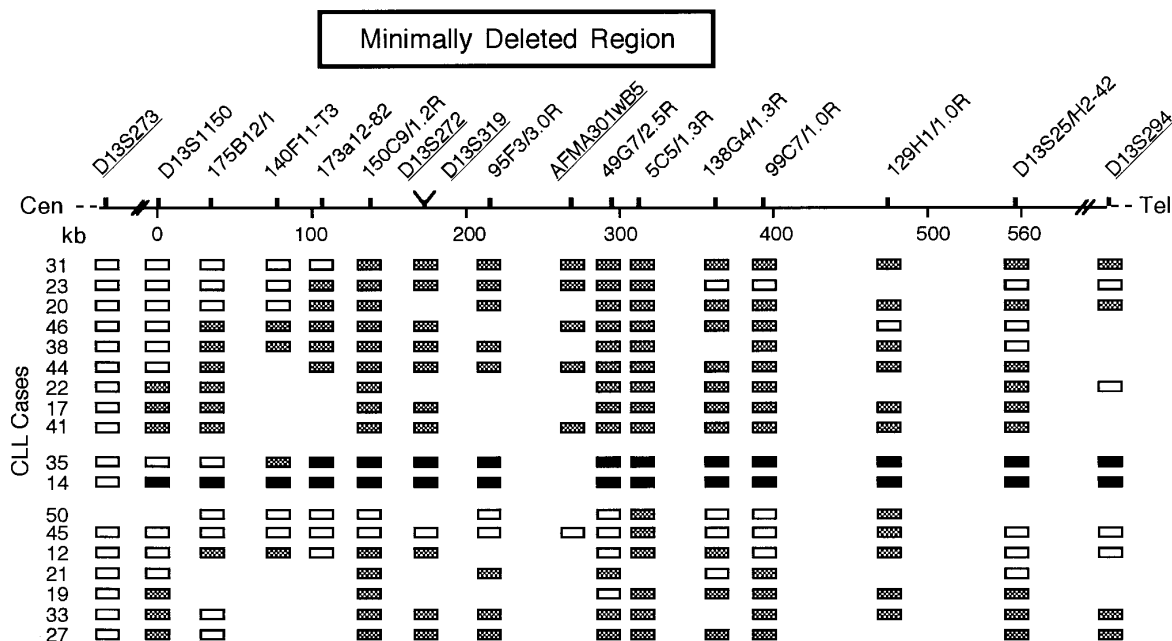 Minimally Deleted Region
D13S273
D13S1150
175B12/1
140F11-T3
173a12-82
150C9/1.2R
D13S272
D13S319
95F3/3.0R
AFMA301wB5
49G7/2.5R
5C5/1.3R
138G4/1.3R
99C7/1.0R
129H1/1.0R
D13S25/H2-42
D13S294
Cen
Tel
kb 0 100 200 300 400 500 560
CLL Cases
31
23
20
46
38
44
22
17
41
35
14
50
45
12
21
19
33
27